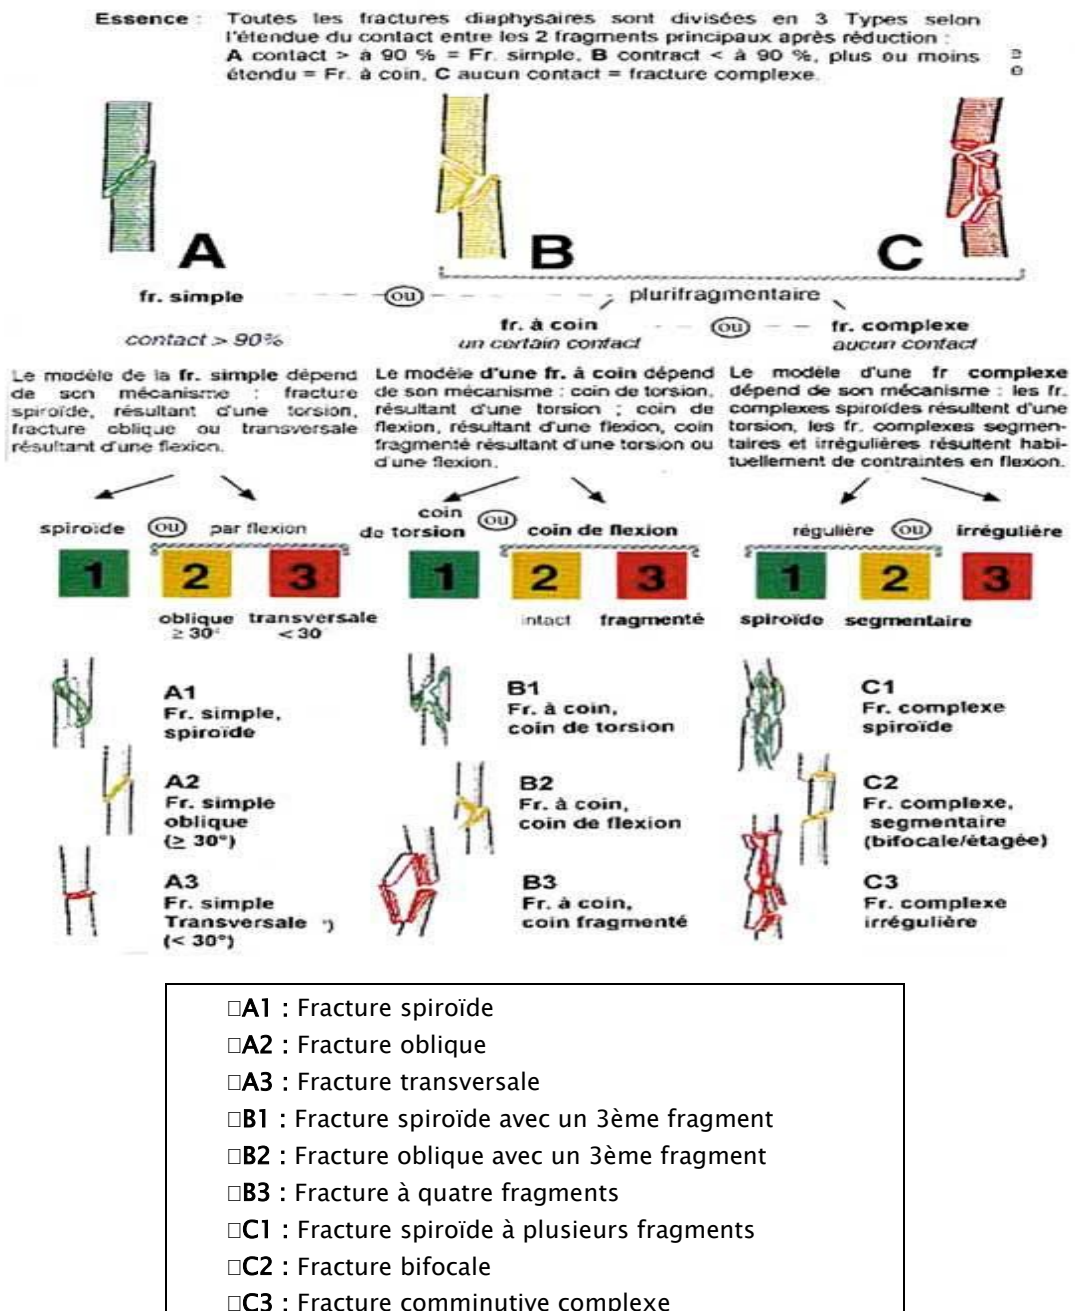 Essence : Toutes les fractures diaphysaires sont divisées en 3 Types selon
l'étendue du contact entre les 2 fragments principaux après réduction :
A contact > à 90 % = Fr. simple, B contract < à 90 %, plus ou moins
étendu = Fr. à coin, C aucun contact = fracture complexe.
A
B
C
fr. simple ou plurifragmentaire
contact > 90%
fr. à coin ou fr. complexe
un certain contact aucun contact
Le modèle de la fr. simple dépend
de son mécanisme : fracture
spiroïde, résultant d'une torsion,
fracture oblique ou transversale
résultant d'une flexion.
Le modèle d'une fr. à coin dépend
de son mécanisme : coin de torsion,
résultant d'une torsion ; coin de
flexion, résultant d'une flexion, coin
fragmenté résultant d'une torsion ou
d'une flexion.
Le modèle d'une fr complexe
dépend de son mécanisme : les fr.
complexes spiroïdes résultent d'une
torsion, les fr. complexes segmen-
taires et irrégulières résultent habi-
tuellement de contraintes en flexion.
spiroïde ou par flexion
1 2 3
oblique transversale
≥ 30° < 30
coin
de torsion ou coin de flexion
1 2 3
intact fragmenté
régulière ou irrégulière
1 2 3
spiroïde segmentaire
A1
Fr. simple,
spiroïde
A2
Fr. simple
oblique
(≥ 30°)
A3
Fr. simple
Transversale °)
(< 30°)
B1
Fr. à coin,
coin de torsion
B2
Fr. à coin,
coin de flexion
B3
Fr. à coin,
coin fragmenté
C1
Fr. complexe
spiroïde
C2
Fr. complexe,
segmentaire
(bifocale/étagée)
C3
Fr. complexe
irrégulière
□A1 : Fracture spiroïde
□A2 : Fracture oblique
□A3 : Fracture transversale
□B1 : Fracture spiroïde avec un 3ème fragment
□B2 : Fracture oblique avec un 3ème fragment
□B3 : Fracture à quatre fragments
□C1 : Fracture spiroïde à plusieurs fragments
□C2 : Fracture bifocale
□C3 : Fracture comminutive complexe